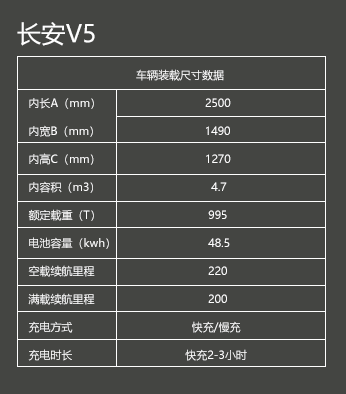 长安V5
车辆装载尺寸数据
内长A（mm） 2500
内宽B（mm） 1490
内高C（mm） 1270
内容积（m3） 4.7
额定载重（T） 995
电池容量（kwh） 48.5
空载续航里程 220
满载续航里程 200
充电方式 快充/慢充
充电时长 快充2-3小时